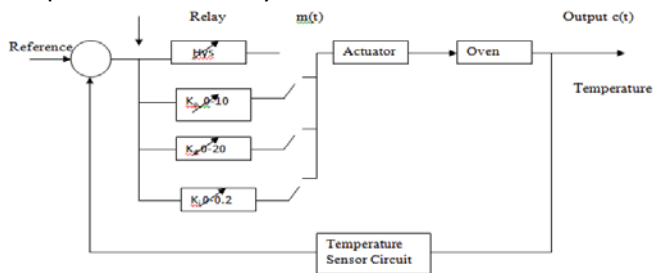 Relay
m(t)
Output c(t)
Reference
Hys
Actuator
Oven
Temperature
Kp 0-10
Kd 0-20
Ki 0-0.2
Temperature
Sensor Circuit